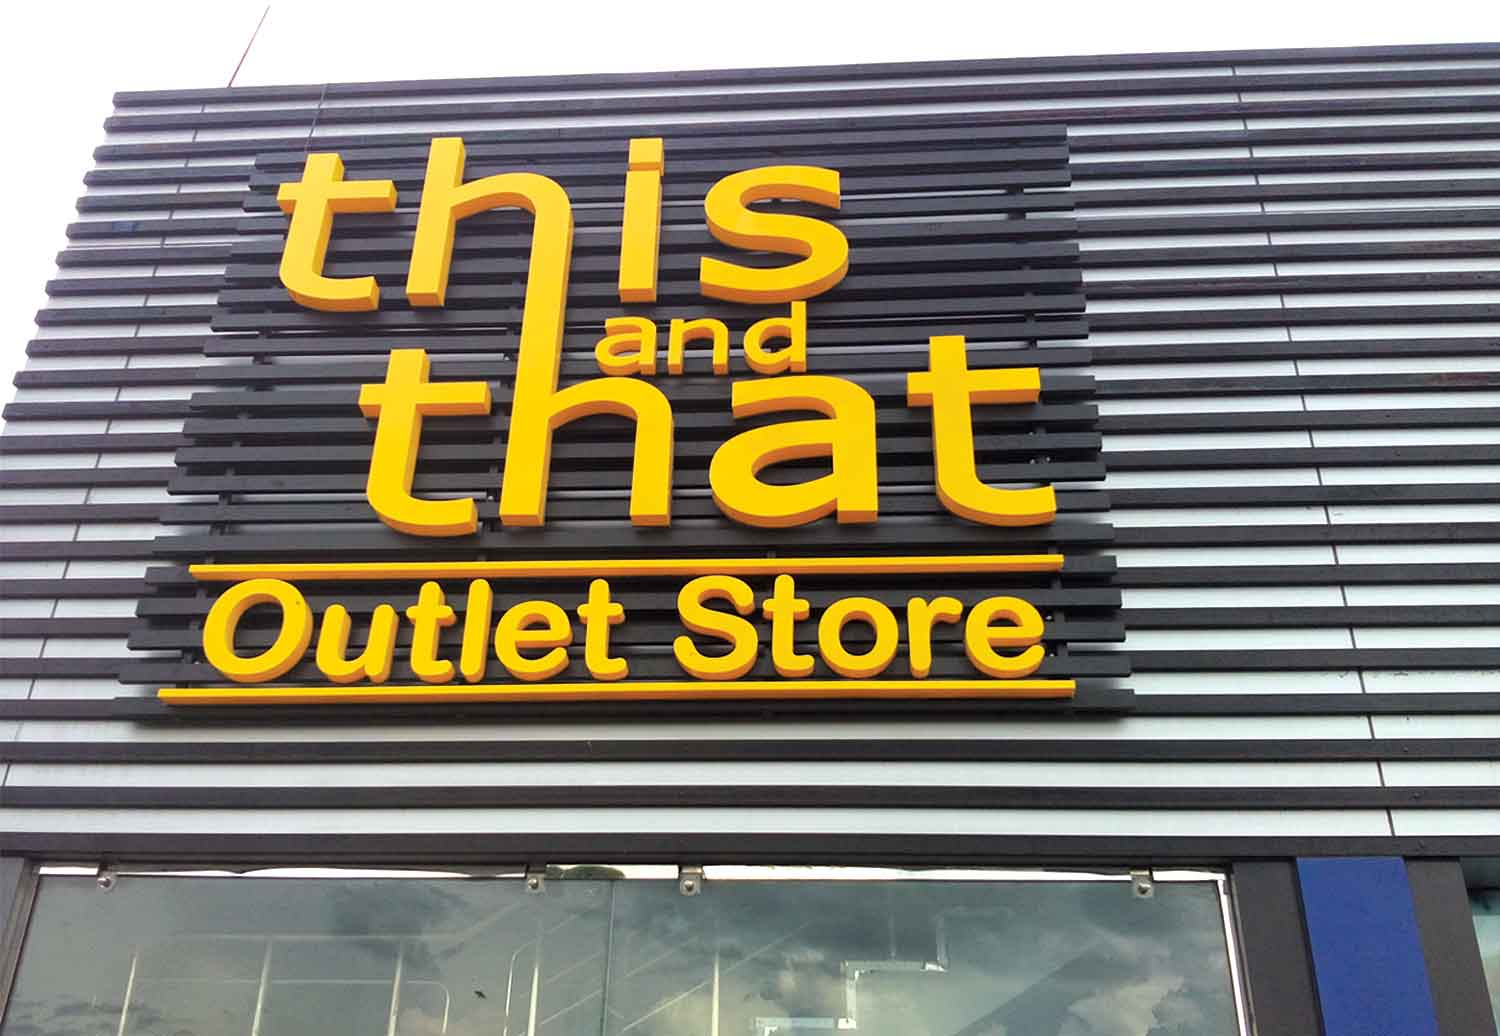 this
and
that
Outlet Store